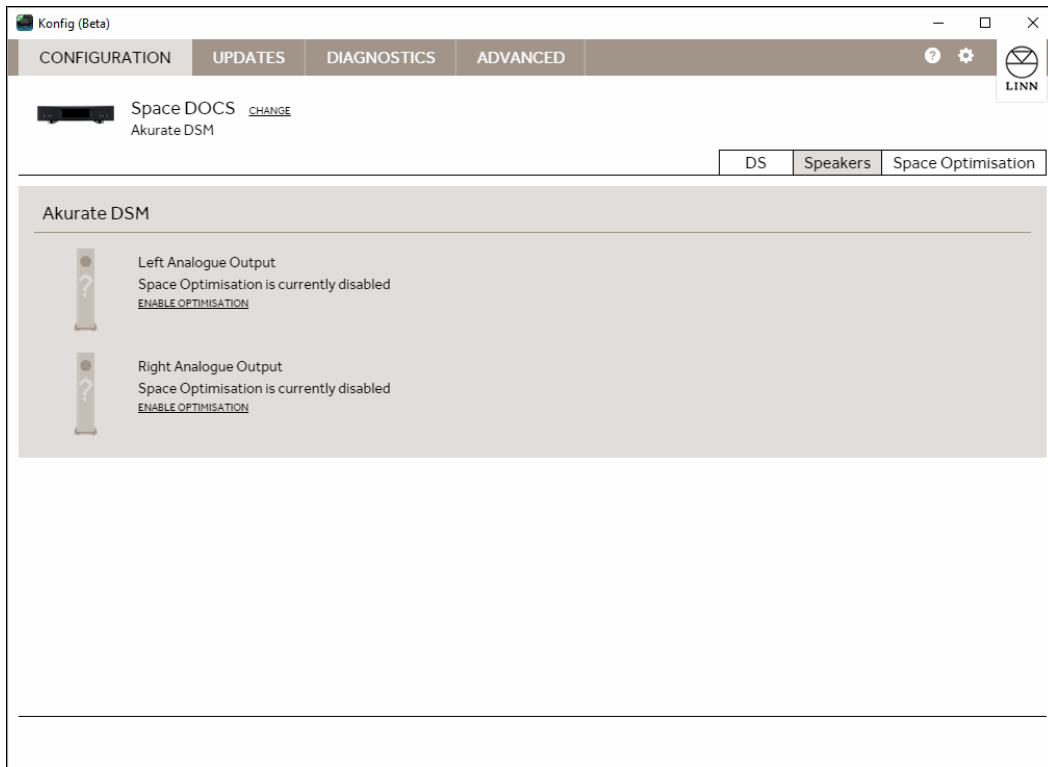 Konfig (Beta)
CONFIGURATION UPDATES DIAGNOSTICS ADVANCED
?
LINN
Space DOCS CHANGE
Akurate DSM
DS Speakers Space Optimisation
Akurate DSM
Left Analogue Output
Space Optimisation is currently disabled
ENABLE OPTIMISATION
?
Right Analogue Output
Space Optimisation is currently disabled
ENABLE OPTIMISATION
?